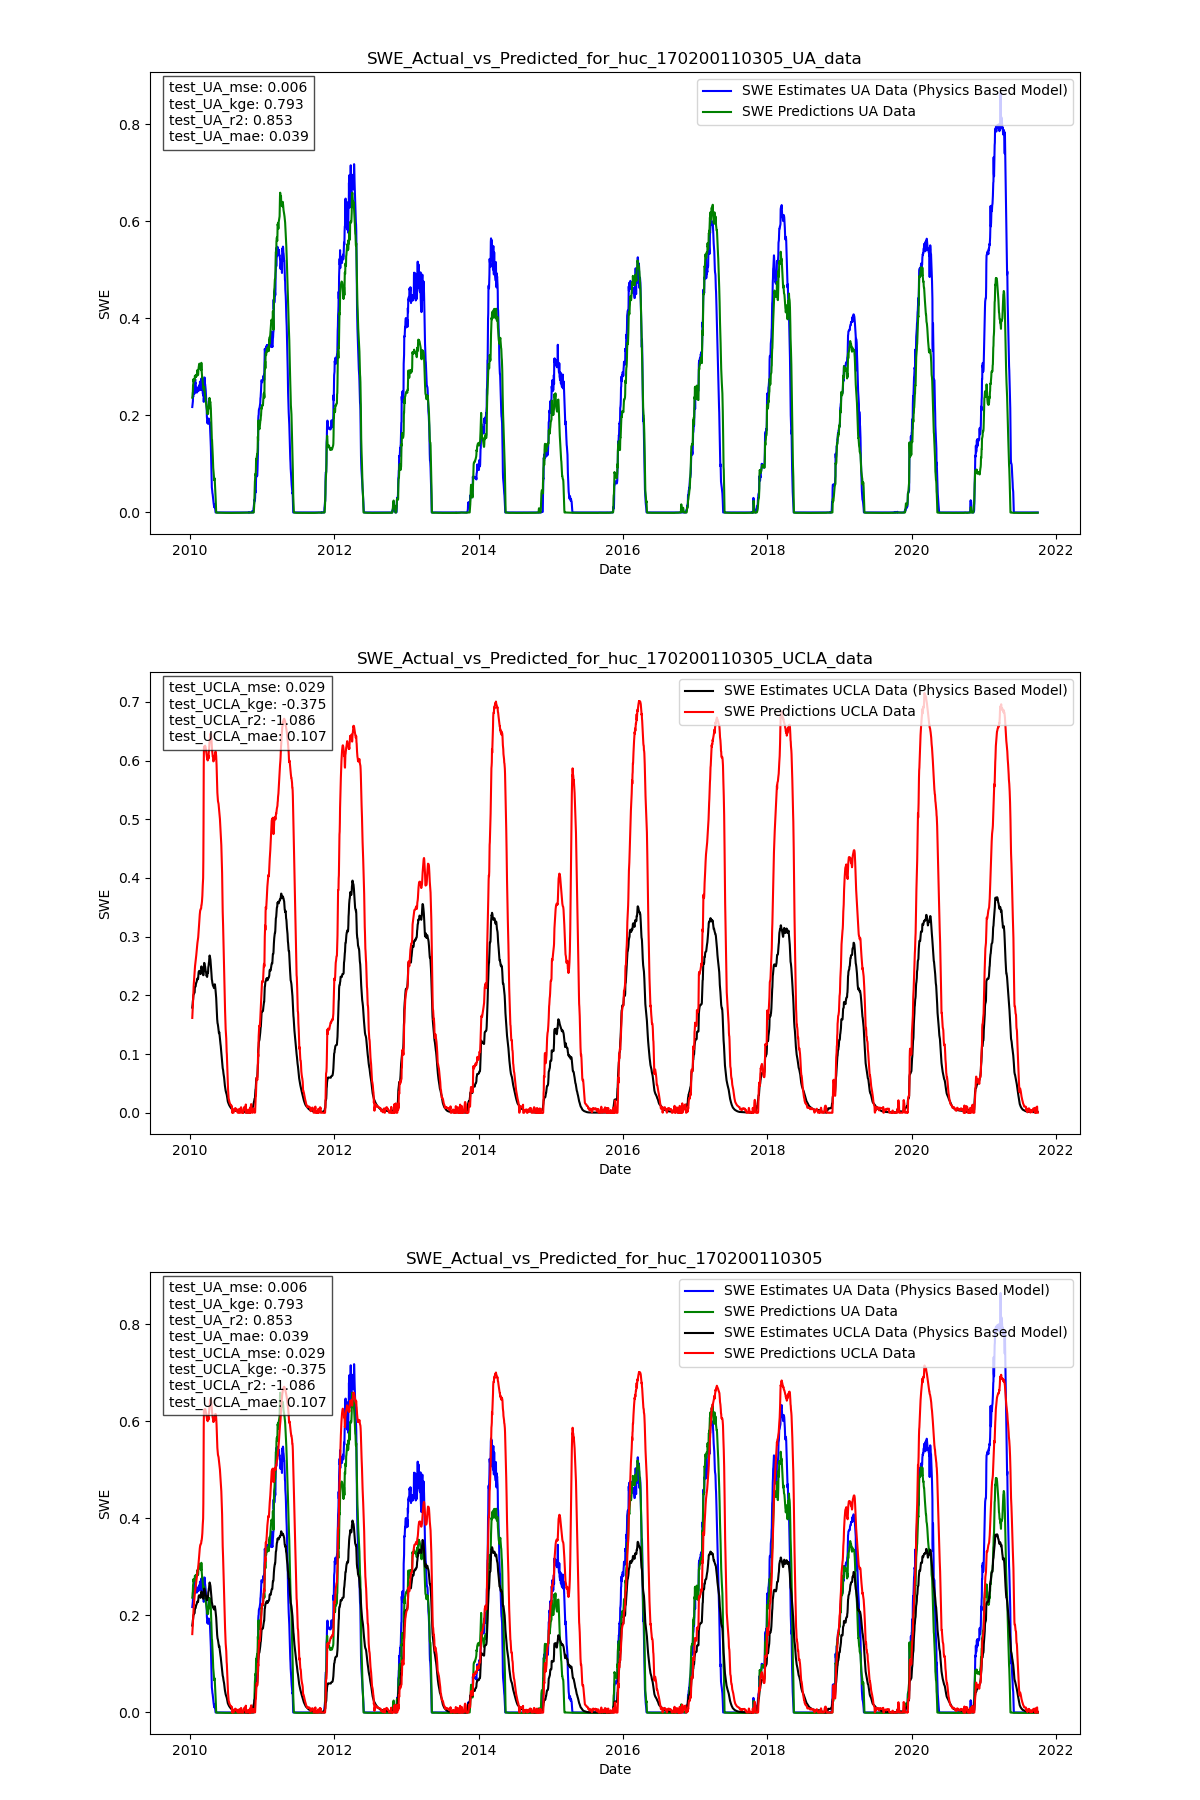 SWE_Actual_vs_Predicted_for_huc_170200110305_UA_data
test_UA_mse: 0.006
test_UA_kge: 0.793
test_UA_r2: 0.853
test_UA_mae: 0.039
SWE Estimates UA Data (Physics Based Model)
SWE Predictions UA Data
0.8
0.6
0.4
0.2
0.0
SWE
2010 2012 2014 2016 2018 2020 2022
Date
SWE_Actual_vs_Predicted_for_huc_170200110305_UCLA_data
test_UCLA_mse: 0.029
test_UCLA_kge: -0.375
test_UCLA_r2: -1.086
test_UCLA_mae: 0.107
SWE Estimates UCLA Data (Physics Based Model)
SWE Predictions UCLA Data
0.7
0.6
0.5
0.4
0.3
0.2
0.1
0.0
SWE
2010 2012 2014 2016 2018 2020 2022
Date
SWE_Actual_vs_Predicted_for_huc_170200110305
test_UA_mse: 0.006
test_UA_kge: 0.793
test_UA_r2: 0.853
test_UA_mae: 0.039
test_UCLA_mse: 0.029
test_UCLA_kge: -0.375
test_UCLA_r2: -1.086
test_UCLA_mae: 0.107
SWE Estimates UA Data (Physics Based Model)
SWE Predictions UA Data
SWE Estimates UCLA Data (Physics Based Model)
SWE Predictions UCLA Data
0.8
0.6
0.4
0.2
0.0
SWE
2010 2012 2014 2016 2018 2020 2022
Date